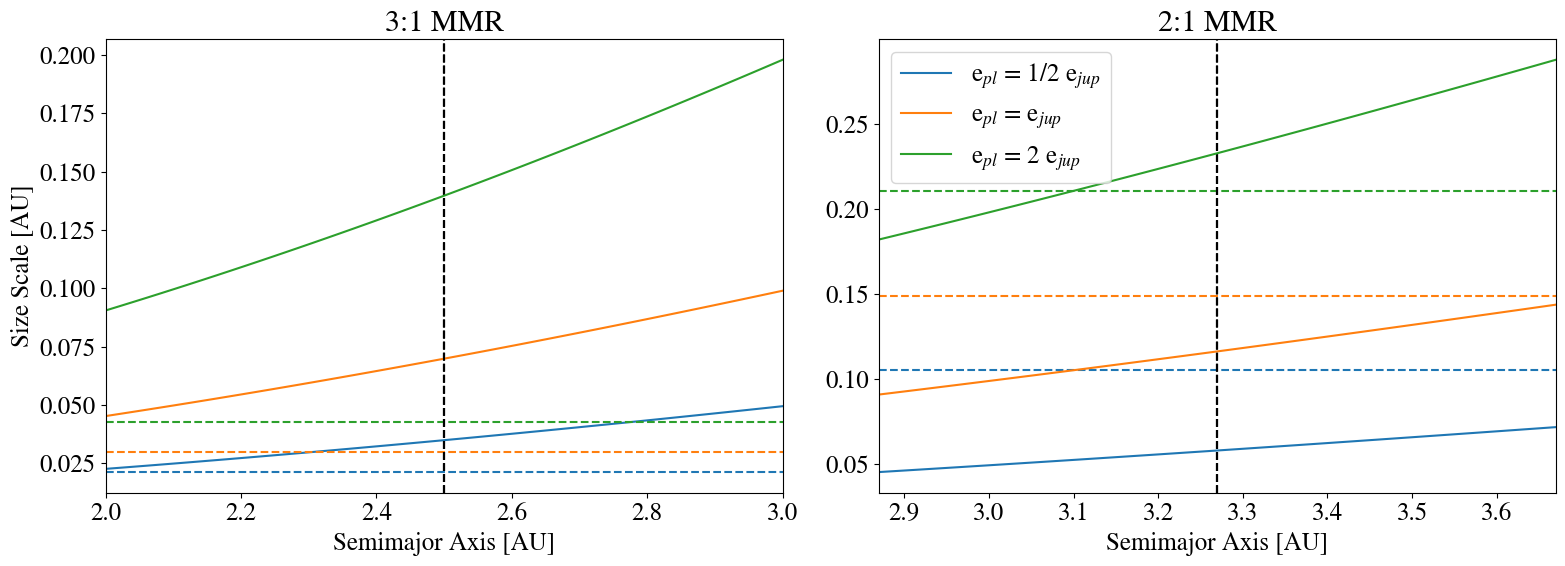 3:1 MMR
Size Scale [AU]
0.200
0.175
0.150
0.125
0.100
0.075
0.050
0.025
2.0 2.2 2.4 2.6 2.8 3.0
Semimajor Axis [AU]
2:1 MMR
e_pl = 1/2 e_jup
e_pl = e_jup
e_pl = 2 e_jup
0.25
0.20
0.15
0.10
0.05
2.9 3.0 3.1 3.2 3.3 3.4 3.5 3.6
Semimajor Axis [AU]